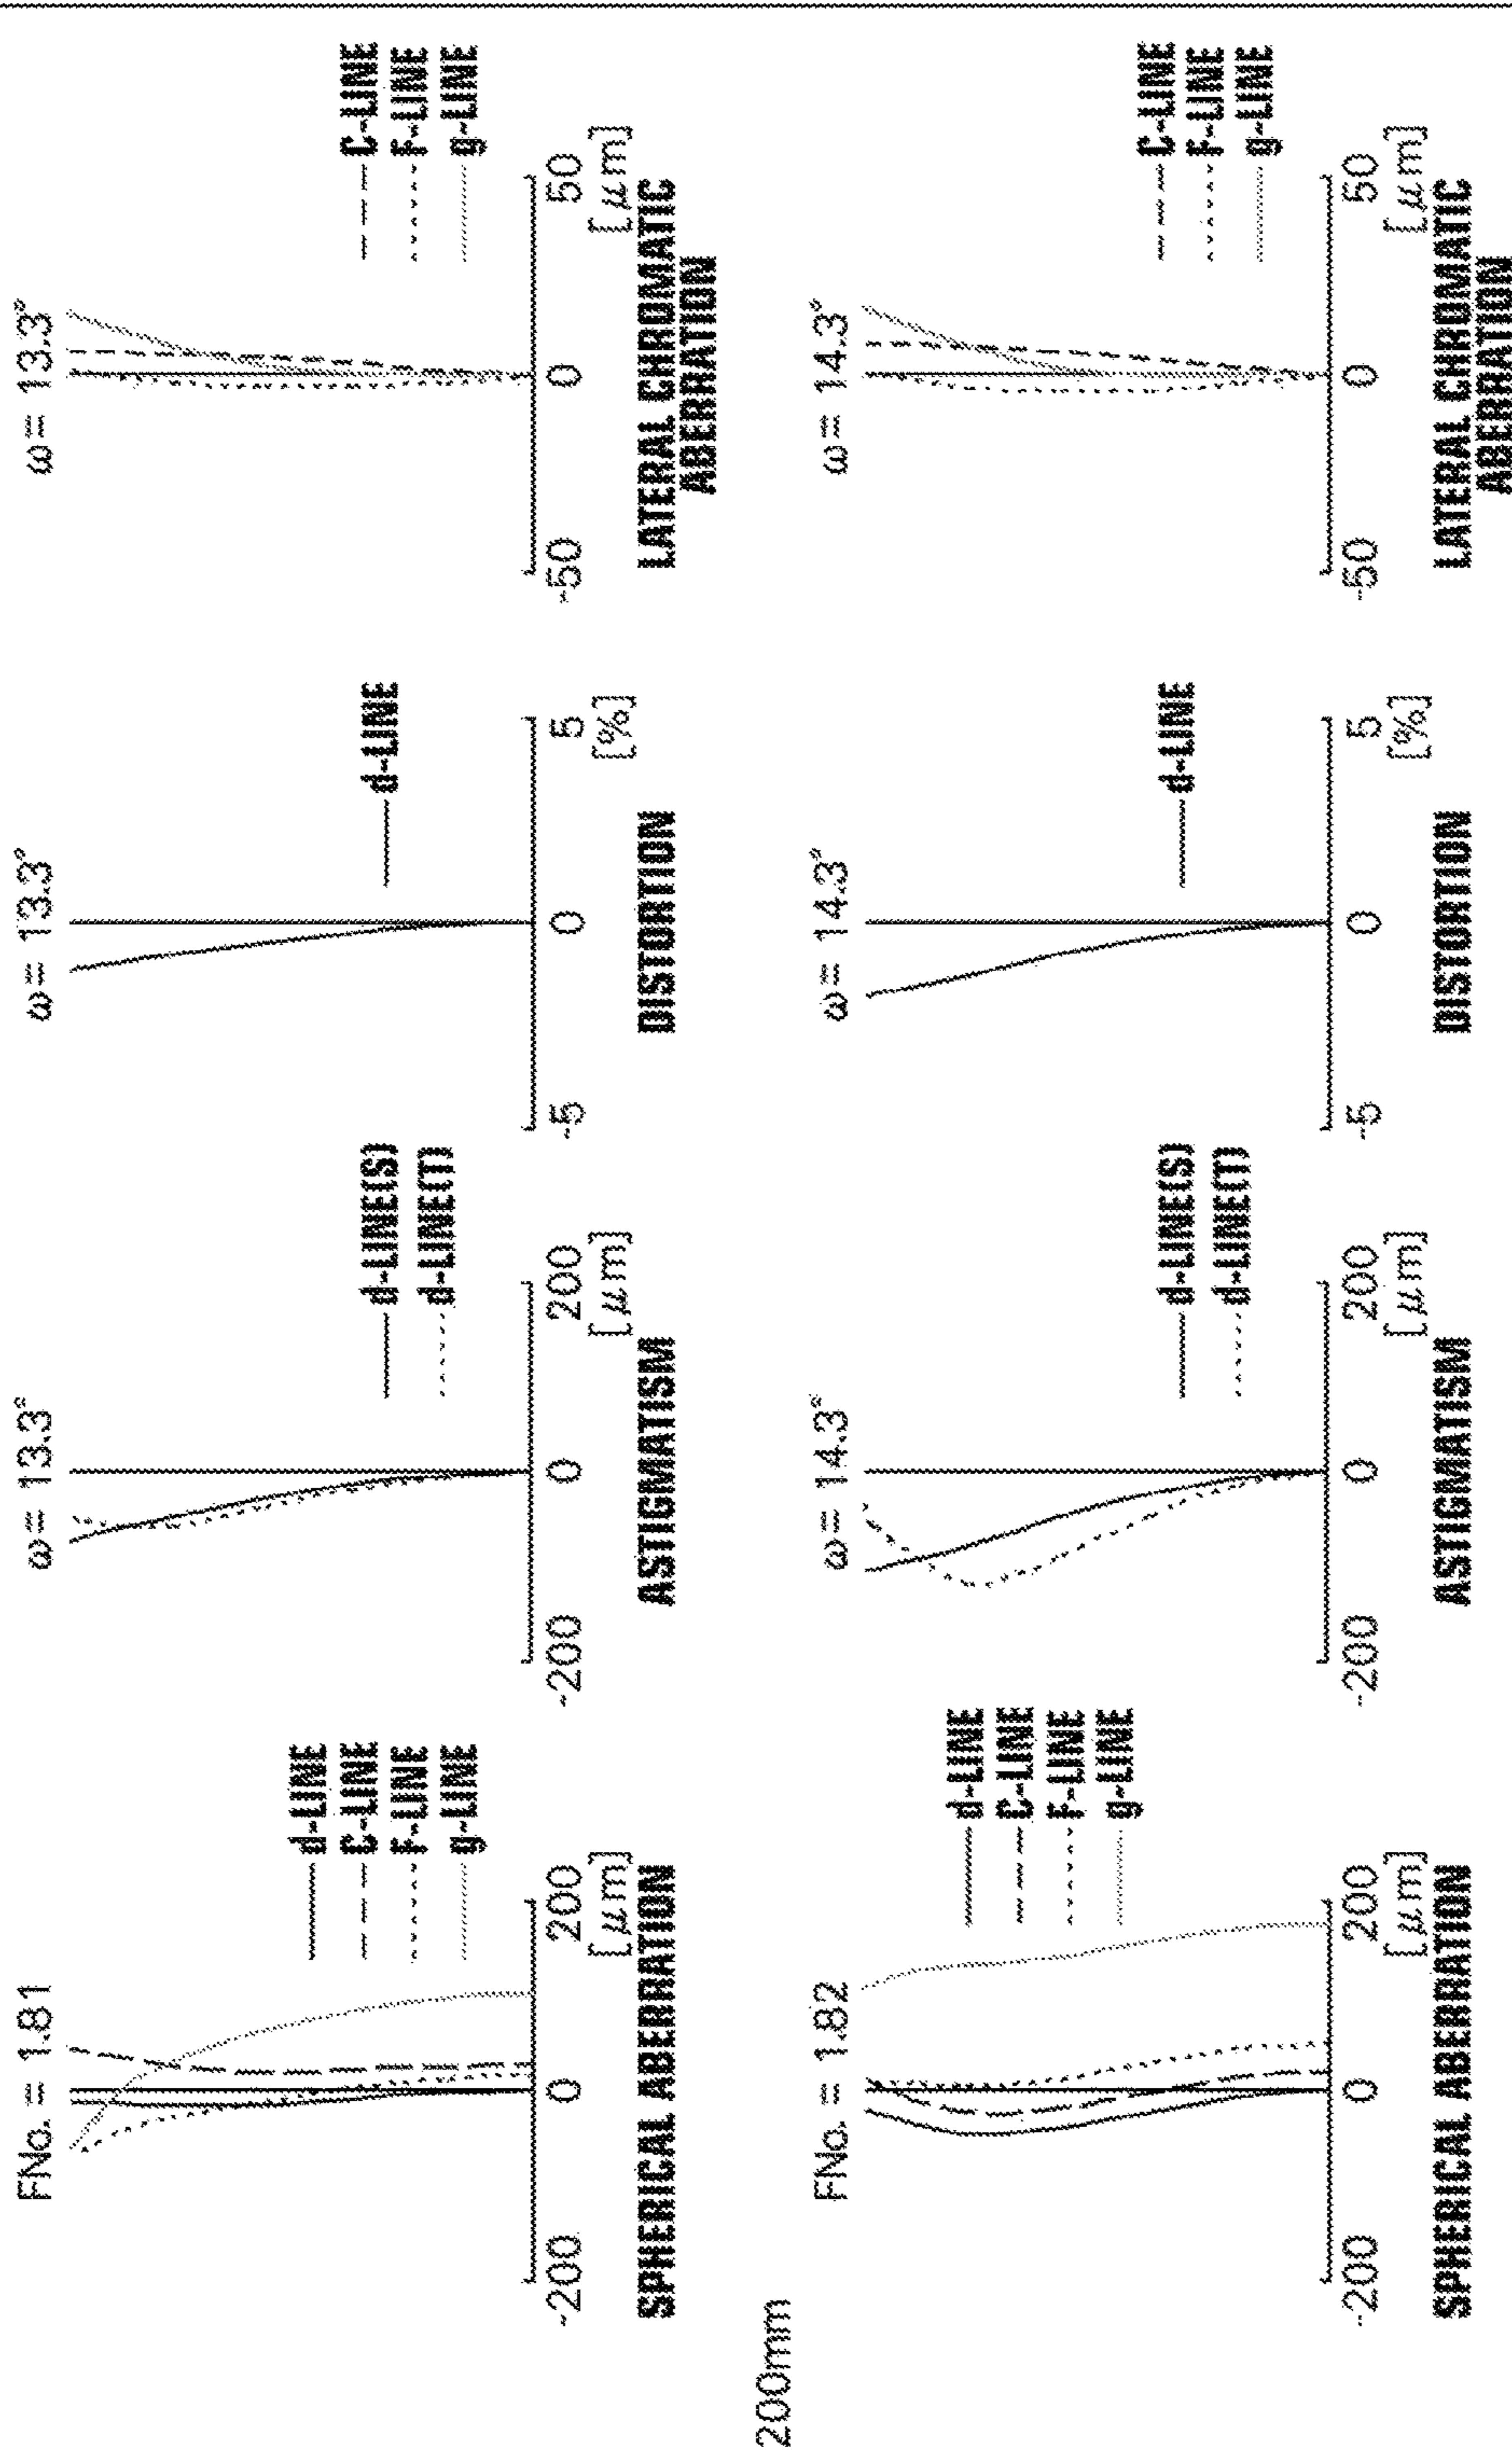 FNo. = 1.81
d-LINE
C-LINE
F-LINE
g-LINE
-200
0
200
[μm]
SPHERICAL ABERRATION
ω= 13.3°
d-LINE(S)
d-LINE(T)
-200
0
200
[μm]
ASTIGMATISM
ω= 13.3°
d-LINE
-5
0
5
[%]
DISTORTION
ω= 13.3°
C-LINE
F-LINE
g-LINE
-50
0
50
[μm]
LATERAL CHROMATIC
ABERRATION
200mm
FNo. = 1.82
d-LINE
C-LINE
F-LINE
g-LINE
-200
0
200
[μm]
SPHERICAL ABERRATION
ω= 14.3°
d-LINE(S)
d-LINE(T)
-200
0
200
[μm]
ASTIGMATISM
ω= 14.3°
d-LINE
-5
0
5
[%]
DISTORTION
ω= 14.3°
C-LINE
F-LINE
g-LINE
-50
0
50
[μm]
LATERAL CHROMATIC
ABERRATION